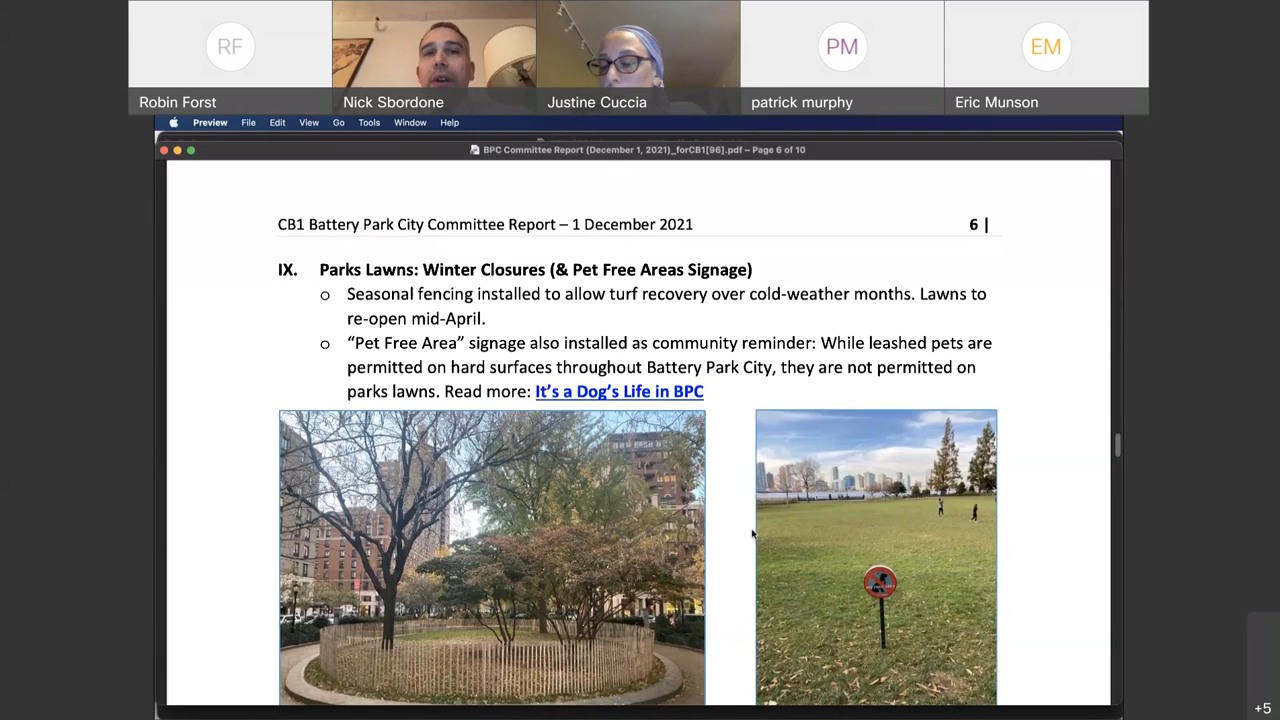 RF
PM
EM
Robin Forst
Nick Sbordone
Justine Cuccia
patrick murphy
Eric Munson
Preview File Edit View Go Tools Window Help
BPC Committee Report (December 1, 2021)_forCB1[96].pdf – Page 6 of 10
CB1 Battery Park City Committee Report – 1 December 2021 6 |
IX. Parks Lawns: Winter Closures (& Pet Free Areas Signage)
o Seasonal fencing installed to allow turf recovery over cold-weather months. Lawns to
re-open mid-April.
o “Pet Free Area” signage also installed as community reminder: While leashed pets are
permitted on hard surfaces throughout Battery Park City, they are not permitted on
parks lawns. Read more: It’s a Dog’s Life in BPC
+5